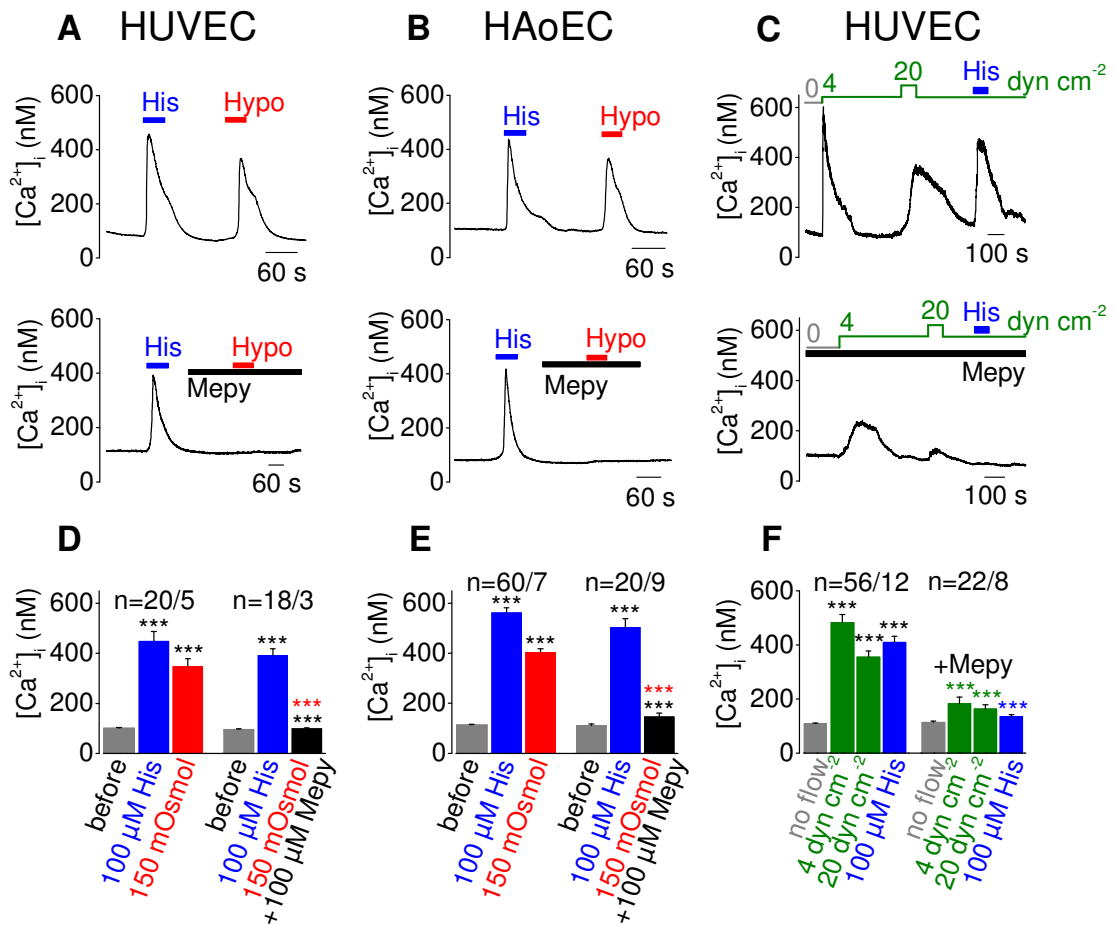 A HUVEC
B HAoEC
C HUVEC
[Ca²⁺]ᵢ (nM)
600
400
200
0
His
Hypo
60 s
[Ca²⁺]ᵢ (nM)
600
400
200
0
His
Hypo
60 s
[Ca²⁺]ᵢ (nM)
600
400
200
0
0
4
20
His
dyn cm⁻²
100 s
[Ca²⁺]ᵢ (nM)
600
400
200
0
His
Hypo
Mepy
60 s
[Ca²⁺]ᵢ (nM)
600
400
200
0
His
Hypo
Mepy
60 s
[Ca²⁺]ᵢ (nM)
600
400
200
0
0
4
20
His
dyn cm⁻²
Mepy
100 s
D
[Ca²⁺]ᵢ (nM)
600
400
200
0
n=20/5
n=18/3
***
***
***
***
***
before
100 µM His
150 mOsmol
before
100 µM His
150 mOsmol
+100 µM Mepy
E
[Ca²⁺]ᵢ (nM)
600
400
200
0
n=60/7
n=20/9
***
***
***
***
***
before
100 µM His
150 mOsmol
before
100 µM His
150 mOsmol
+100 µM Mepy
F
[Ca²⁺]ᵢ (nM)
600
400
200
0
n=56/12
n=22/8
***
***
***
+Mepy
***
***
***
no flow
4 dyn cm⁻²
20 dyn cm⁻²
100 µM His
no flow
4 dyn cm⁻²
20 dyn cm⁻²
100 µM His